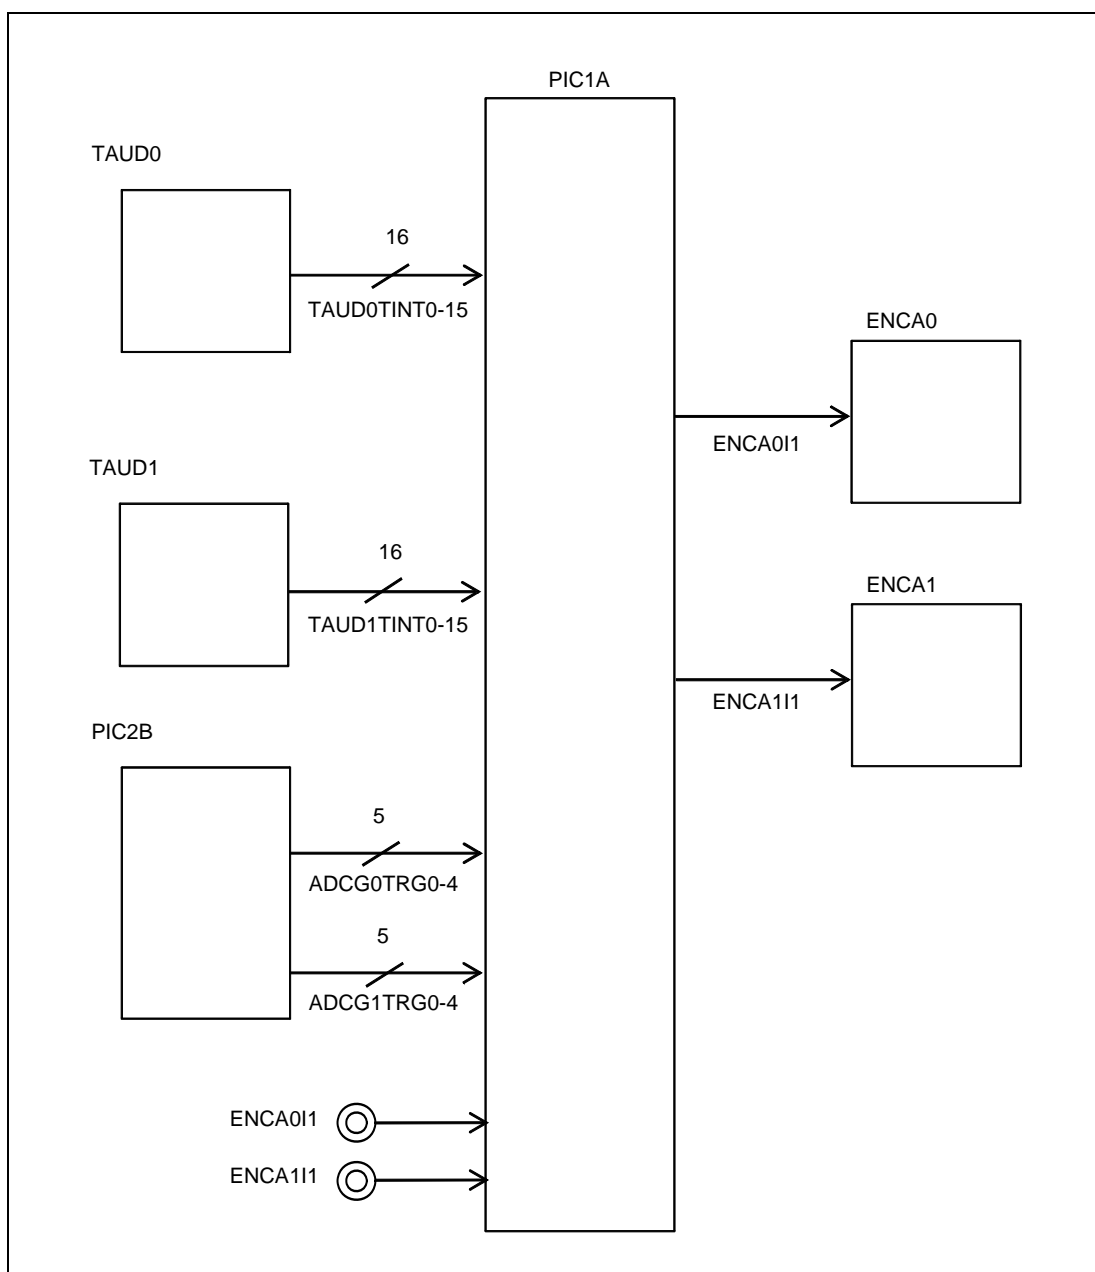 PIC1A
TAUD0
16
TAUD0TINT0-15
ENCA0
ENCA0I1
TAUD1
16
TAUD1TINT0-15
ENCA1
ENCA1I1
PIC2B
5
ADCG0TRG0-4
5
ADCG1TRG0-4
ENCA0I1
ENCA1I1